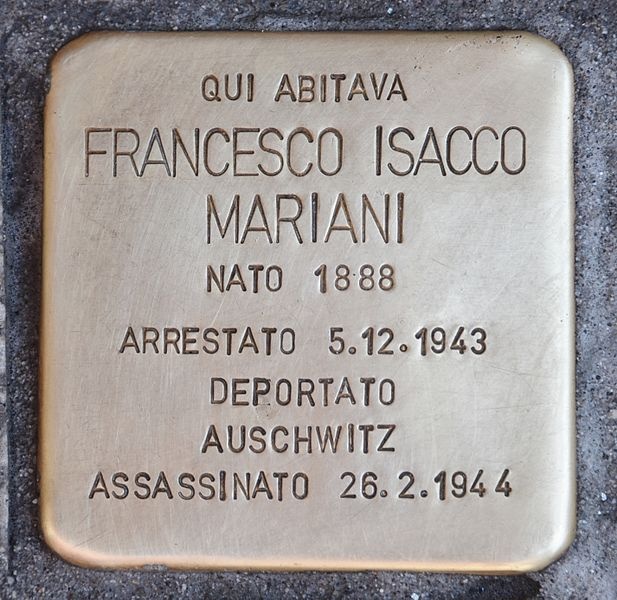 QUI ABITAVA
FRANCESCO ISACCO
MARIANI
NATO 1888
ARRESTATO 5.12.1943
DEPORTATO
AUSCHWITZ
ASSASSINATO 26.2.1944